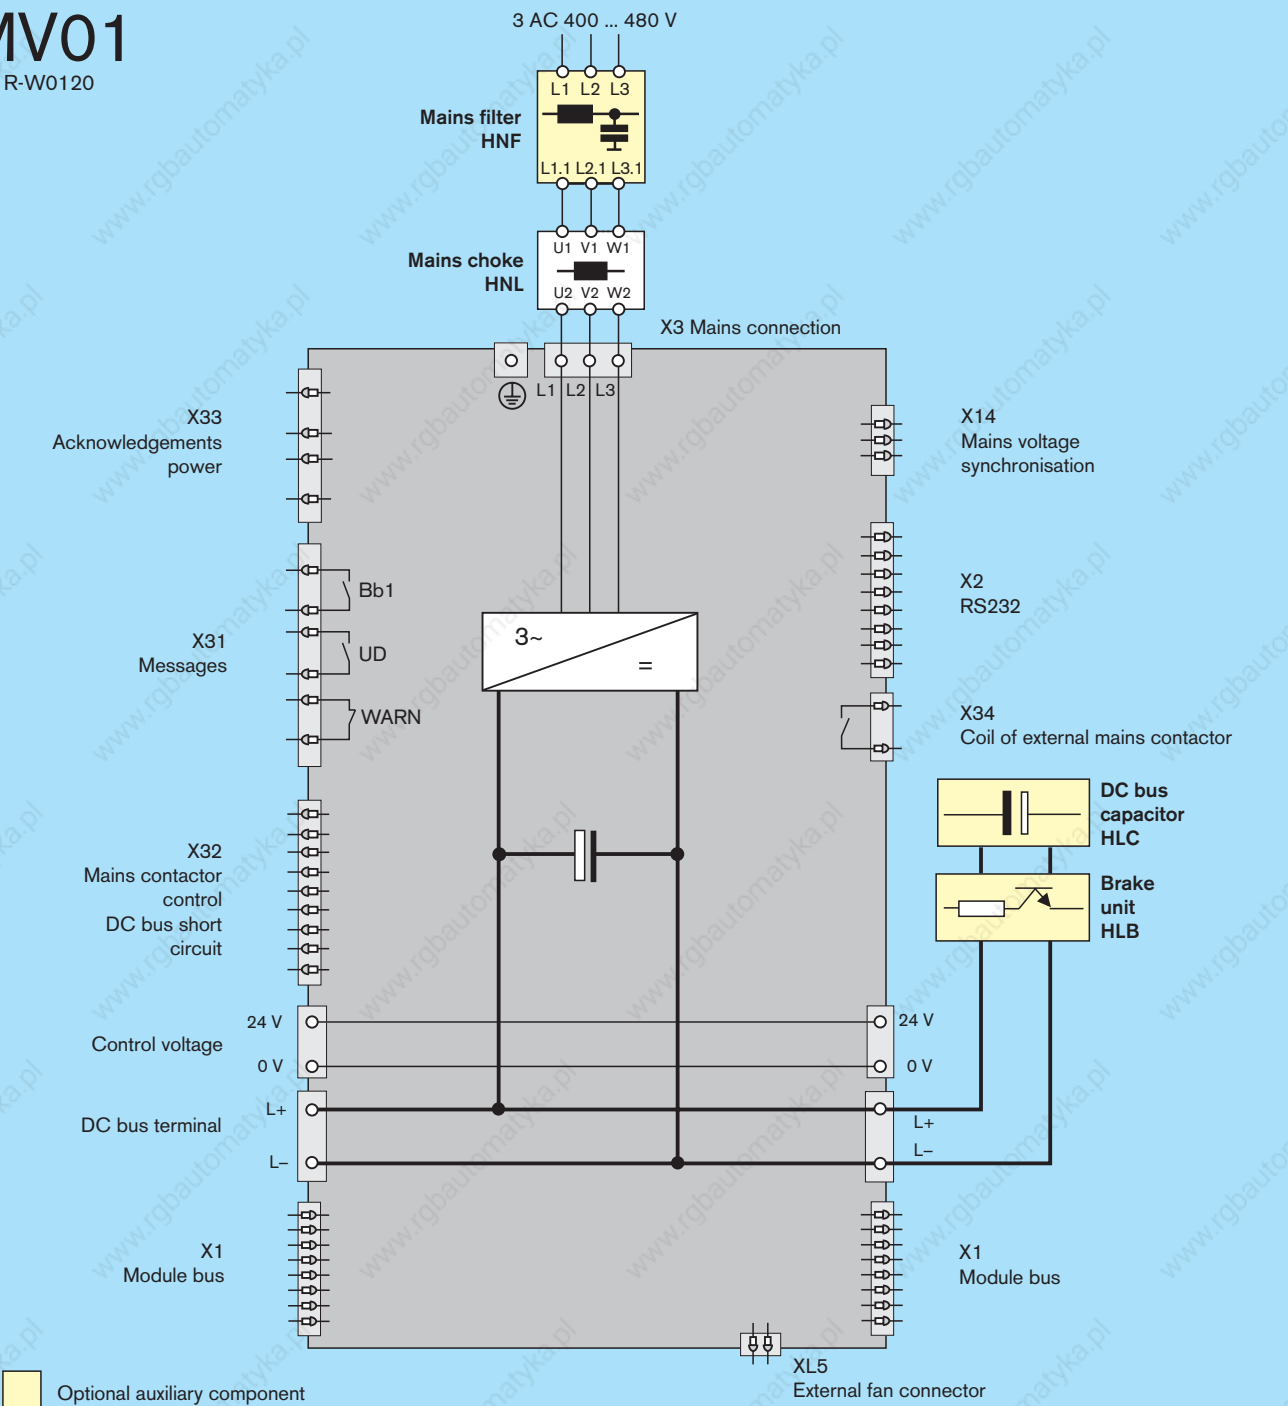 MV01
R-W0120
3 AC 400 ... 480 V
L1 L2 L3
Mains filter
HNF
L1.1 L2.1 L3.1
U1 V1 W1
Mains choke
HNL
U2 V2 W2
X3 Mains connection
L1 L2 L3
X33
Acknowledgements
power
X14
Mains voltage
synchronisation
Bb1
X31
Messages
UD
WARN
3~
=
X2
RS232
X34
Coil of external mains contactor
DC bus
capacitor
HLC
Brake
unit
HLB
X32
Mains contactor
control
DC bus short
circuit
24 V
Control voltage
0 V
24 V
0 V
L+
DC bus terminal
L–
L+
L–
X1
Module bus
X1
Module bus
XL5
External fan connector
Optional auxiliary component
www.rgbautomatyka.pl